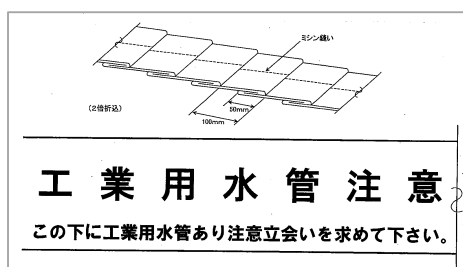 ミシン縫い
(2倍折込)
50mm
100mm
工業用水管注意
この下に工業用水管あり注意立会いを求めて下さい。